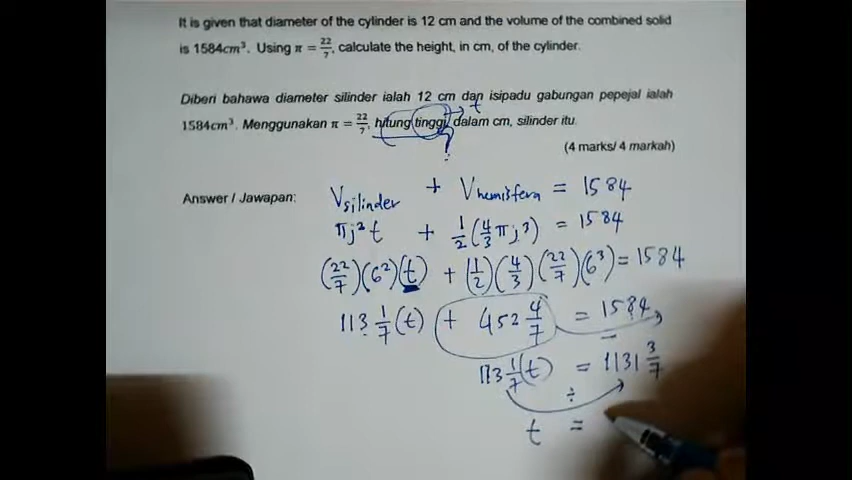 It is given that diameter of the cylinder is 12 cm and the volume of the combined solid
is 1584cm³. Using π = 22/7, calculate the height, in cm, of the cylinder.
Diberi bahawa diameter silinder ialah 12 cm dan isipadu gabungan pepejal ialah
t
1584cm³. Menggunakan π = 22/7, hitung tinggi, dalam cm, silinder itu.
?
(4 marks/ 4 markah)
Answer / Jawapan: Vsilinder + Vhemisfera = 1584
πj²t + 1/2(4/3 πj³) = 1584
(22/7)(6²)(t) + (1/2)(4/3)(22/7)(6³) = 1584
113 1/7 (t) + 452 4/7 = 1584
−
113 1/7 (t) = 1131 3/7
÷
t =